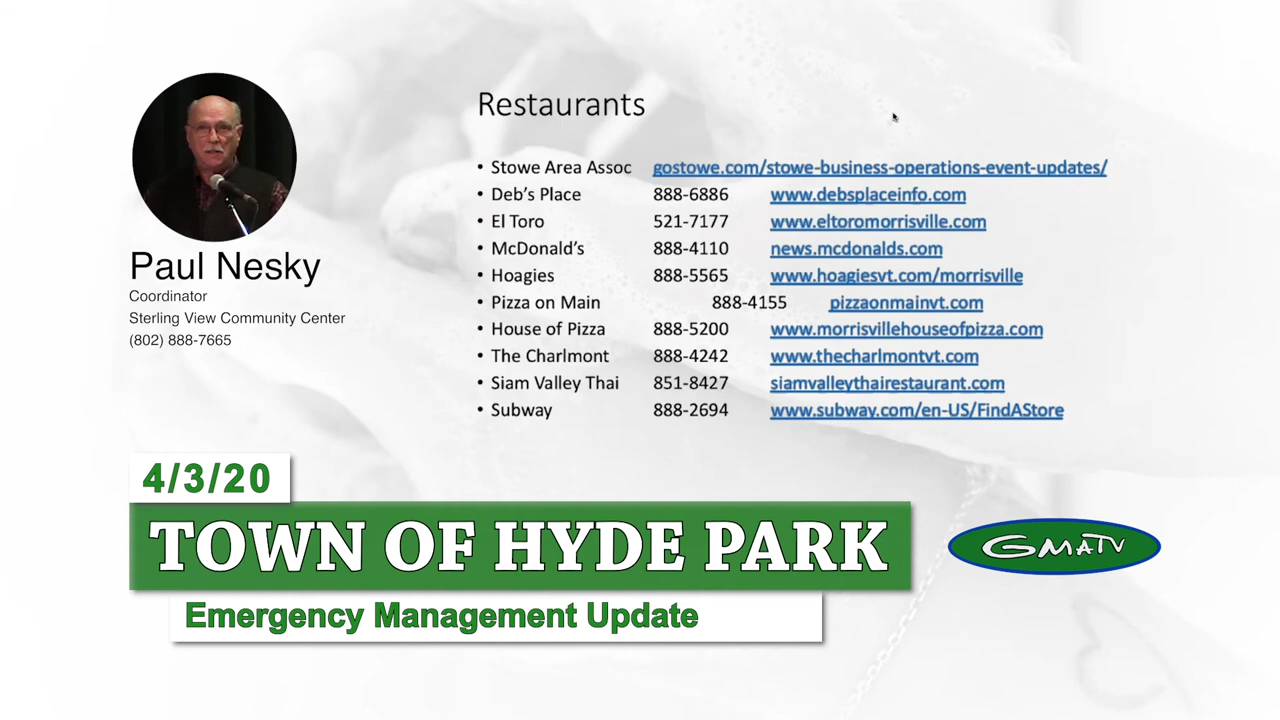 Restaurants
• Stowe Area Assoc gostowe.com/stowe-business-operations-event-updates/
• Deb's Place 888-6886 www.debsplaceinfo.com
• El Toro 521-7177 www.eltoromorrisville.com
• McDonald's 888-4110 news.mcdonalds.com
• Hoagies 888-5565 www.hoagiesvt.com/morrisville
• Pizza on Main 888-4155 pizzaonmainvt.com
• House of Pizza 888-5200 www.morrisvillehouseofpizza.com
• The Charlmont 888-4242 www.thecharlmontvt.com
• Siam Valley Thai 851-8427 siamvalleythairestaurant.com
• Subway 888-2694 www.subway.com/en-US/FindAStore
Paul Nesky
Coordinator
Sterling View Community Center
(802) 888-7665
4/3/20
TOWN OF HYDE PARK
Emergency Management Update
GMATV